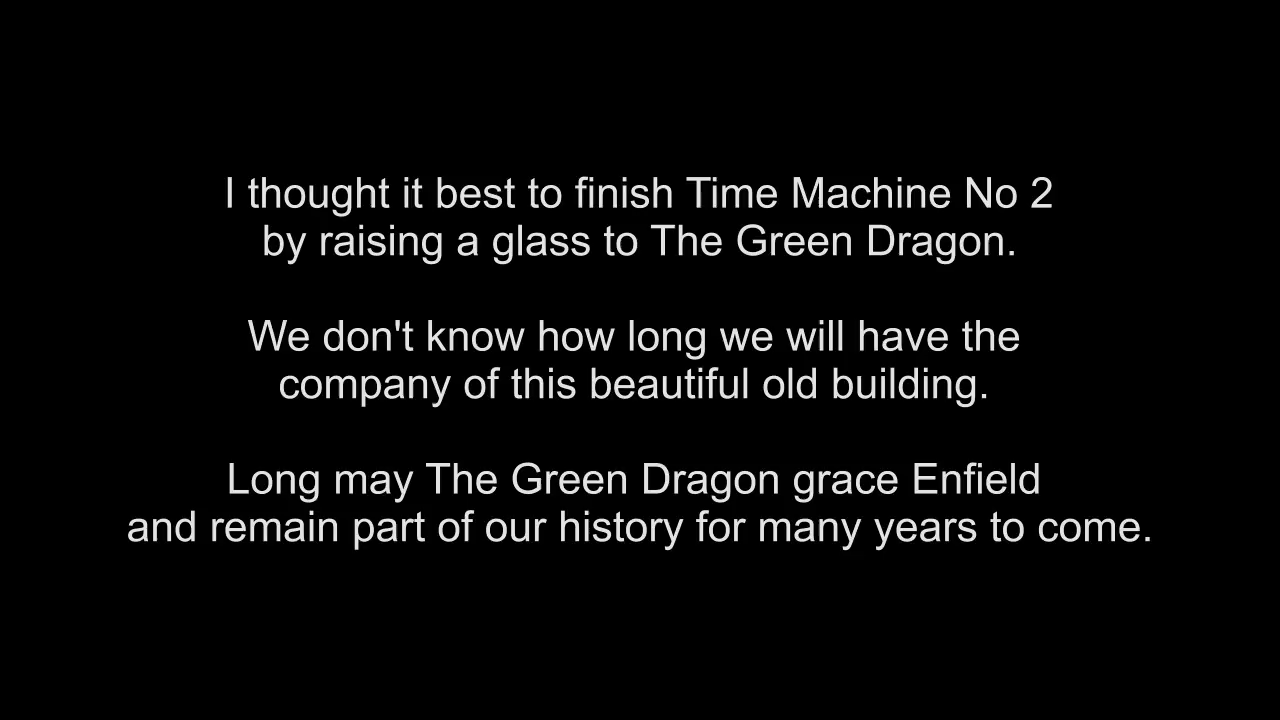 I thought it best to finish Time Machine No 2
by raising a glass to The Green Dragon.
We don't know how long we will have the
company of this beautiful old building.
Long may The Green Dragon grace Enfield
and remain part of our history for many years to come.